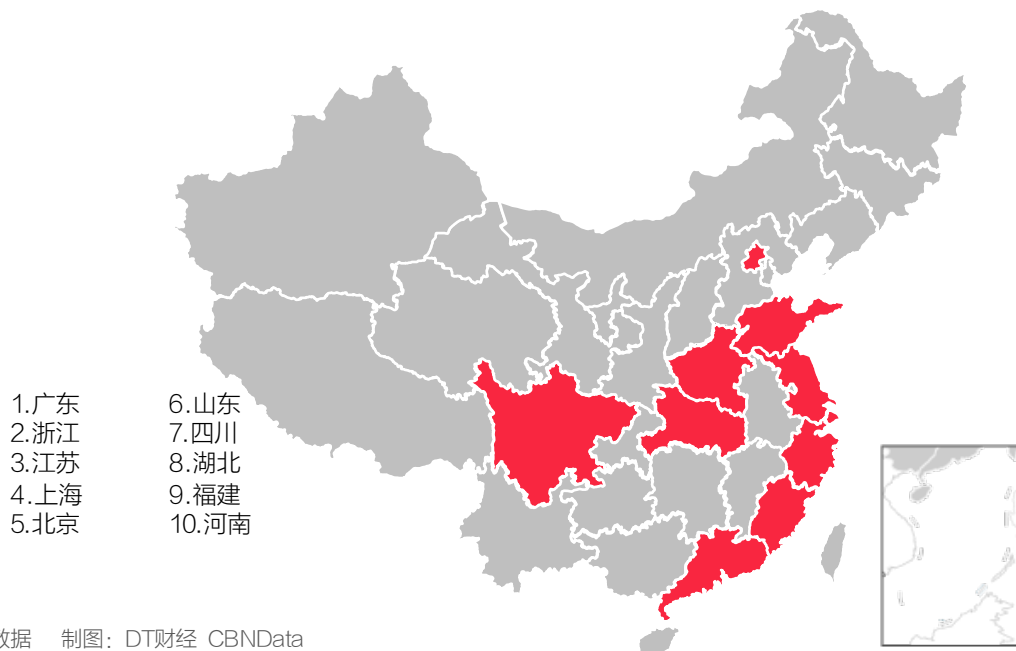 1.广东
2.浙江
3.江苏
4.上海
5.北京
6.山东
7.四川
8.湖北
9.福建
10.河南
数据 制图：DT财经 CBNData